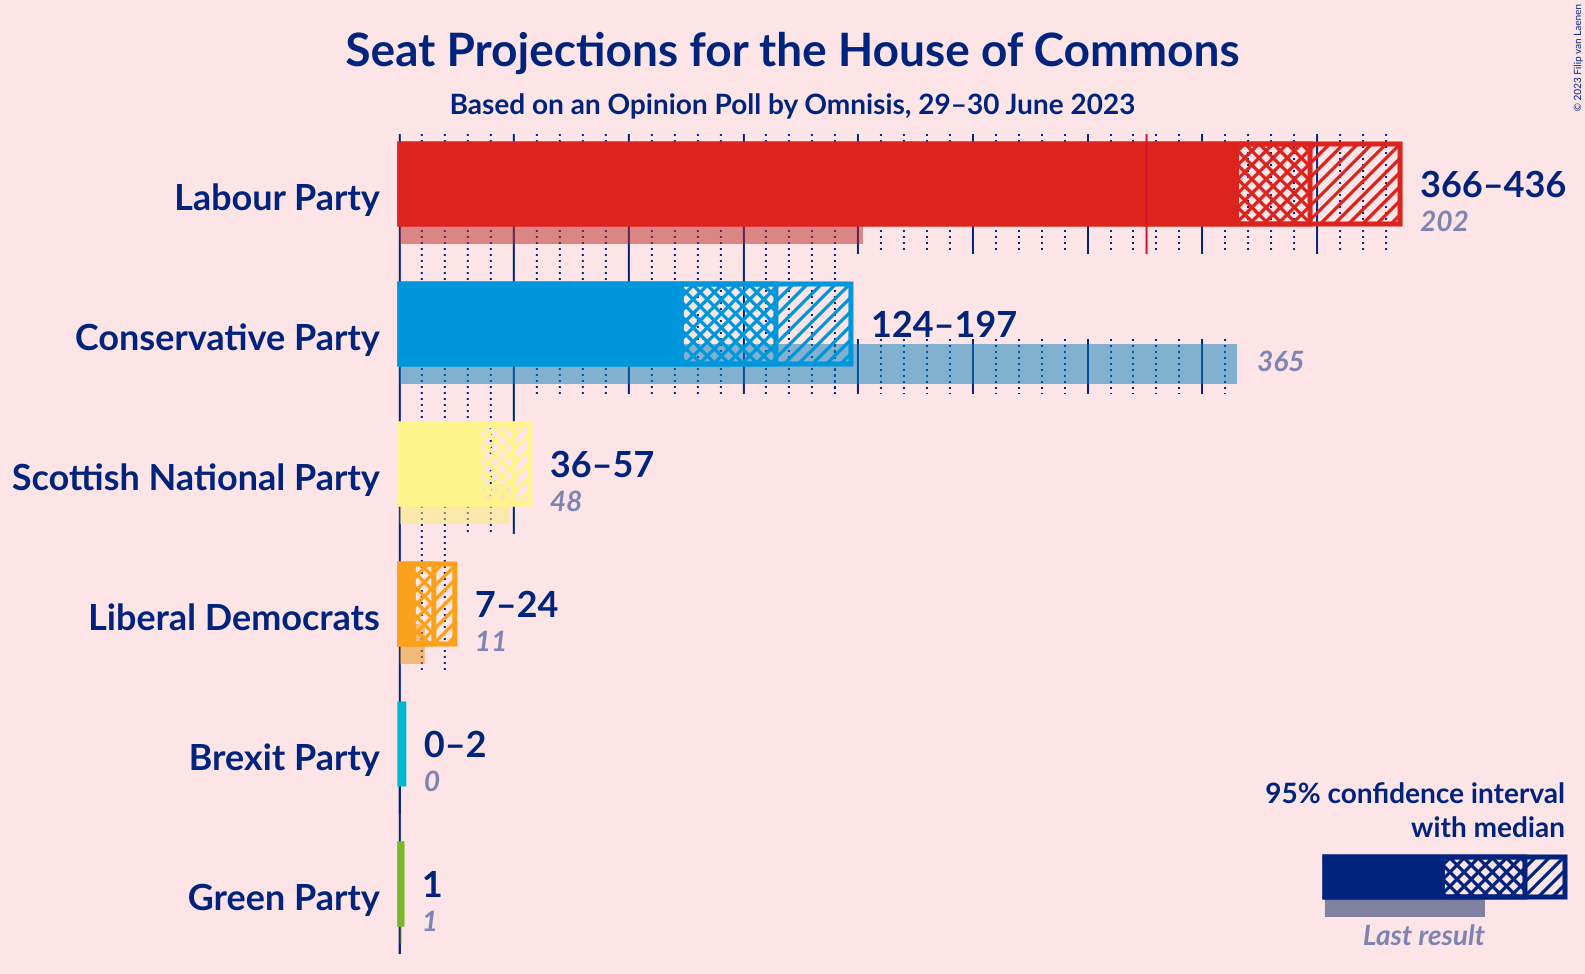 Seat Projections for the House of Commons
Based on an Opinion Poll by Omnisis, 29–30 June 2023
© 2023 Filip van Laenen
Labour Party
366–436
202
Conservative Party
124–197
365
Scottish National Party
36–57
48
Liberal Democrats
7–24
11
Brexit Party
0–2
0
Green Party
1
1
95% confidence interval
with median
Last result